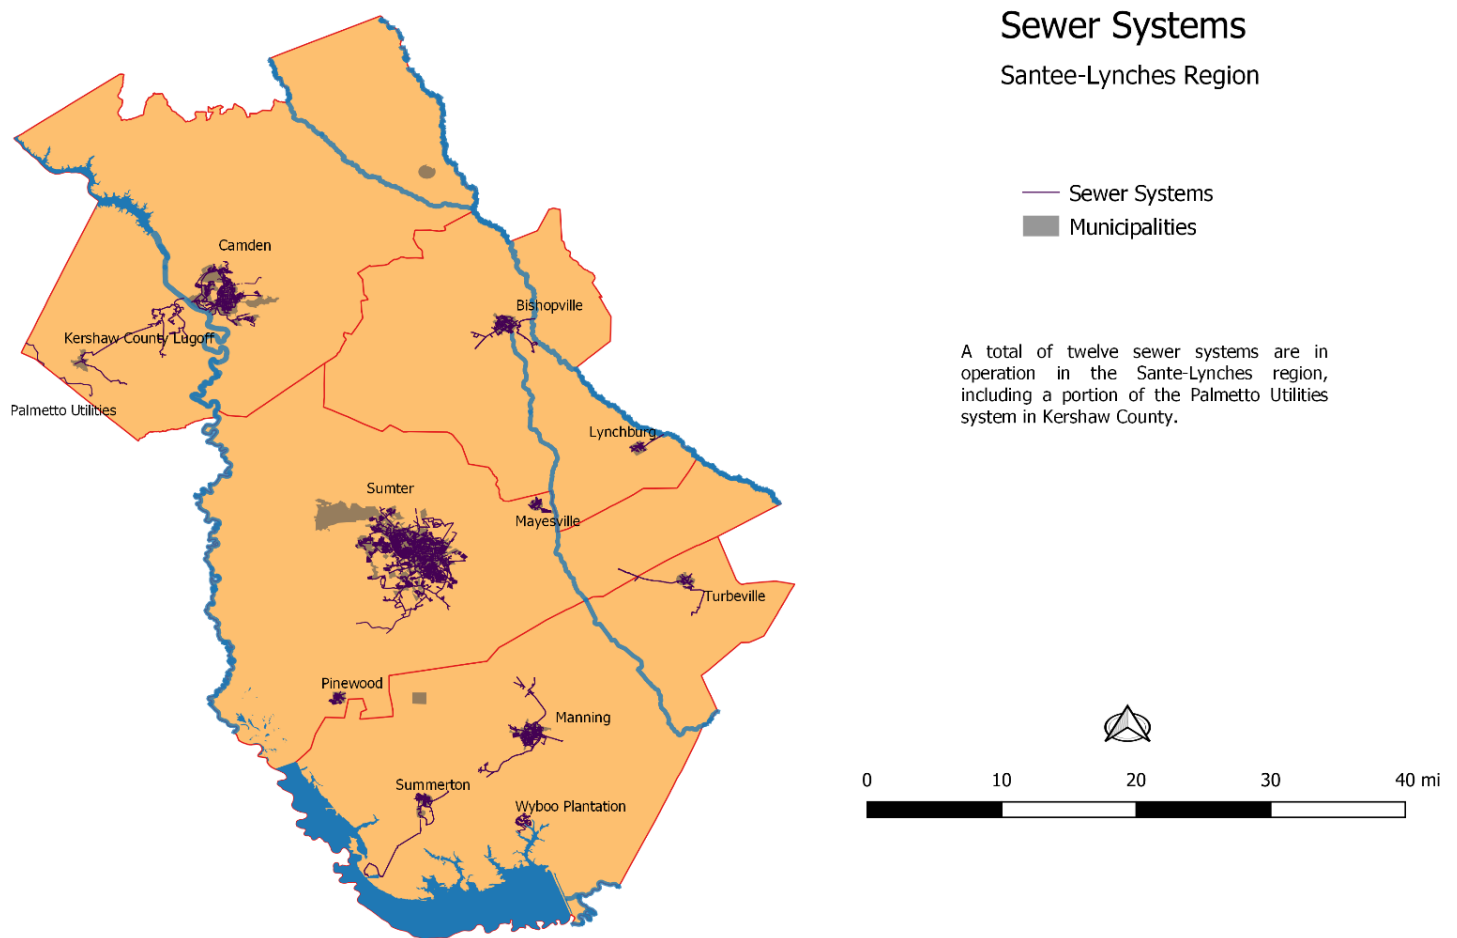 Sewer Systems
Santee-Lynches Region
Sewer Systems
Municipalities
A total of twelve sewer systems are in
operation in the Sante-Lynches region,
including a portion of the Palmetto Utilities
system in Kershaw County.
Camden
Bishopville
Kershaw County Lugoff
Palmetto Utilities
Lynchburg
Sumter
Mayesville
Turbeville
Pinewood
Manning
Summerton
Wyboo Plantation
0 10 20 30 40 mi